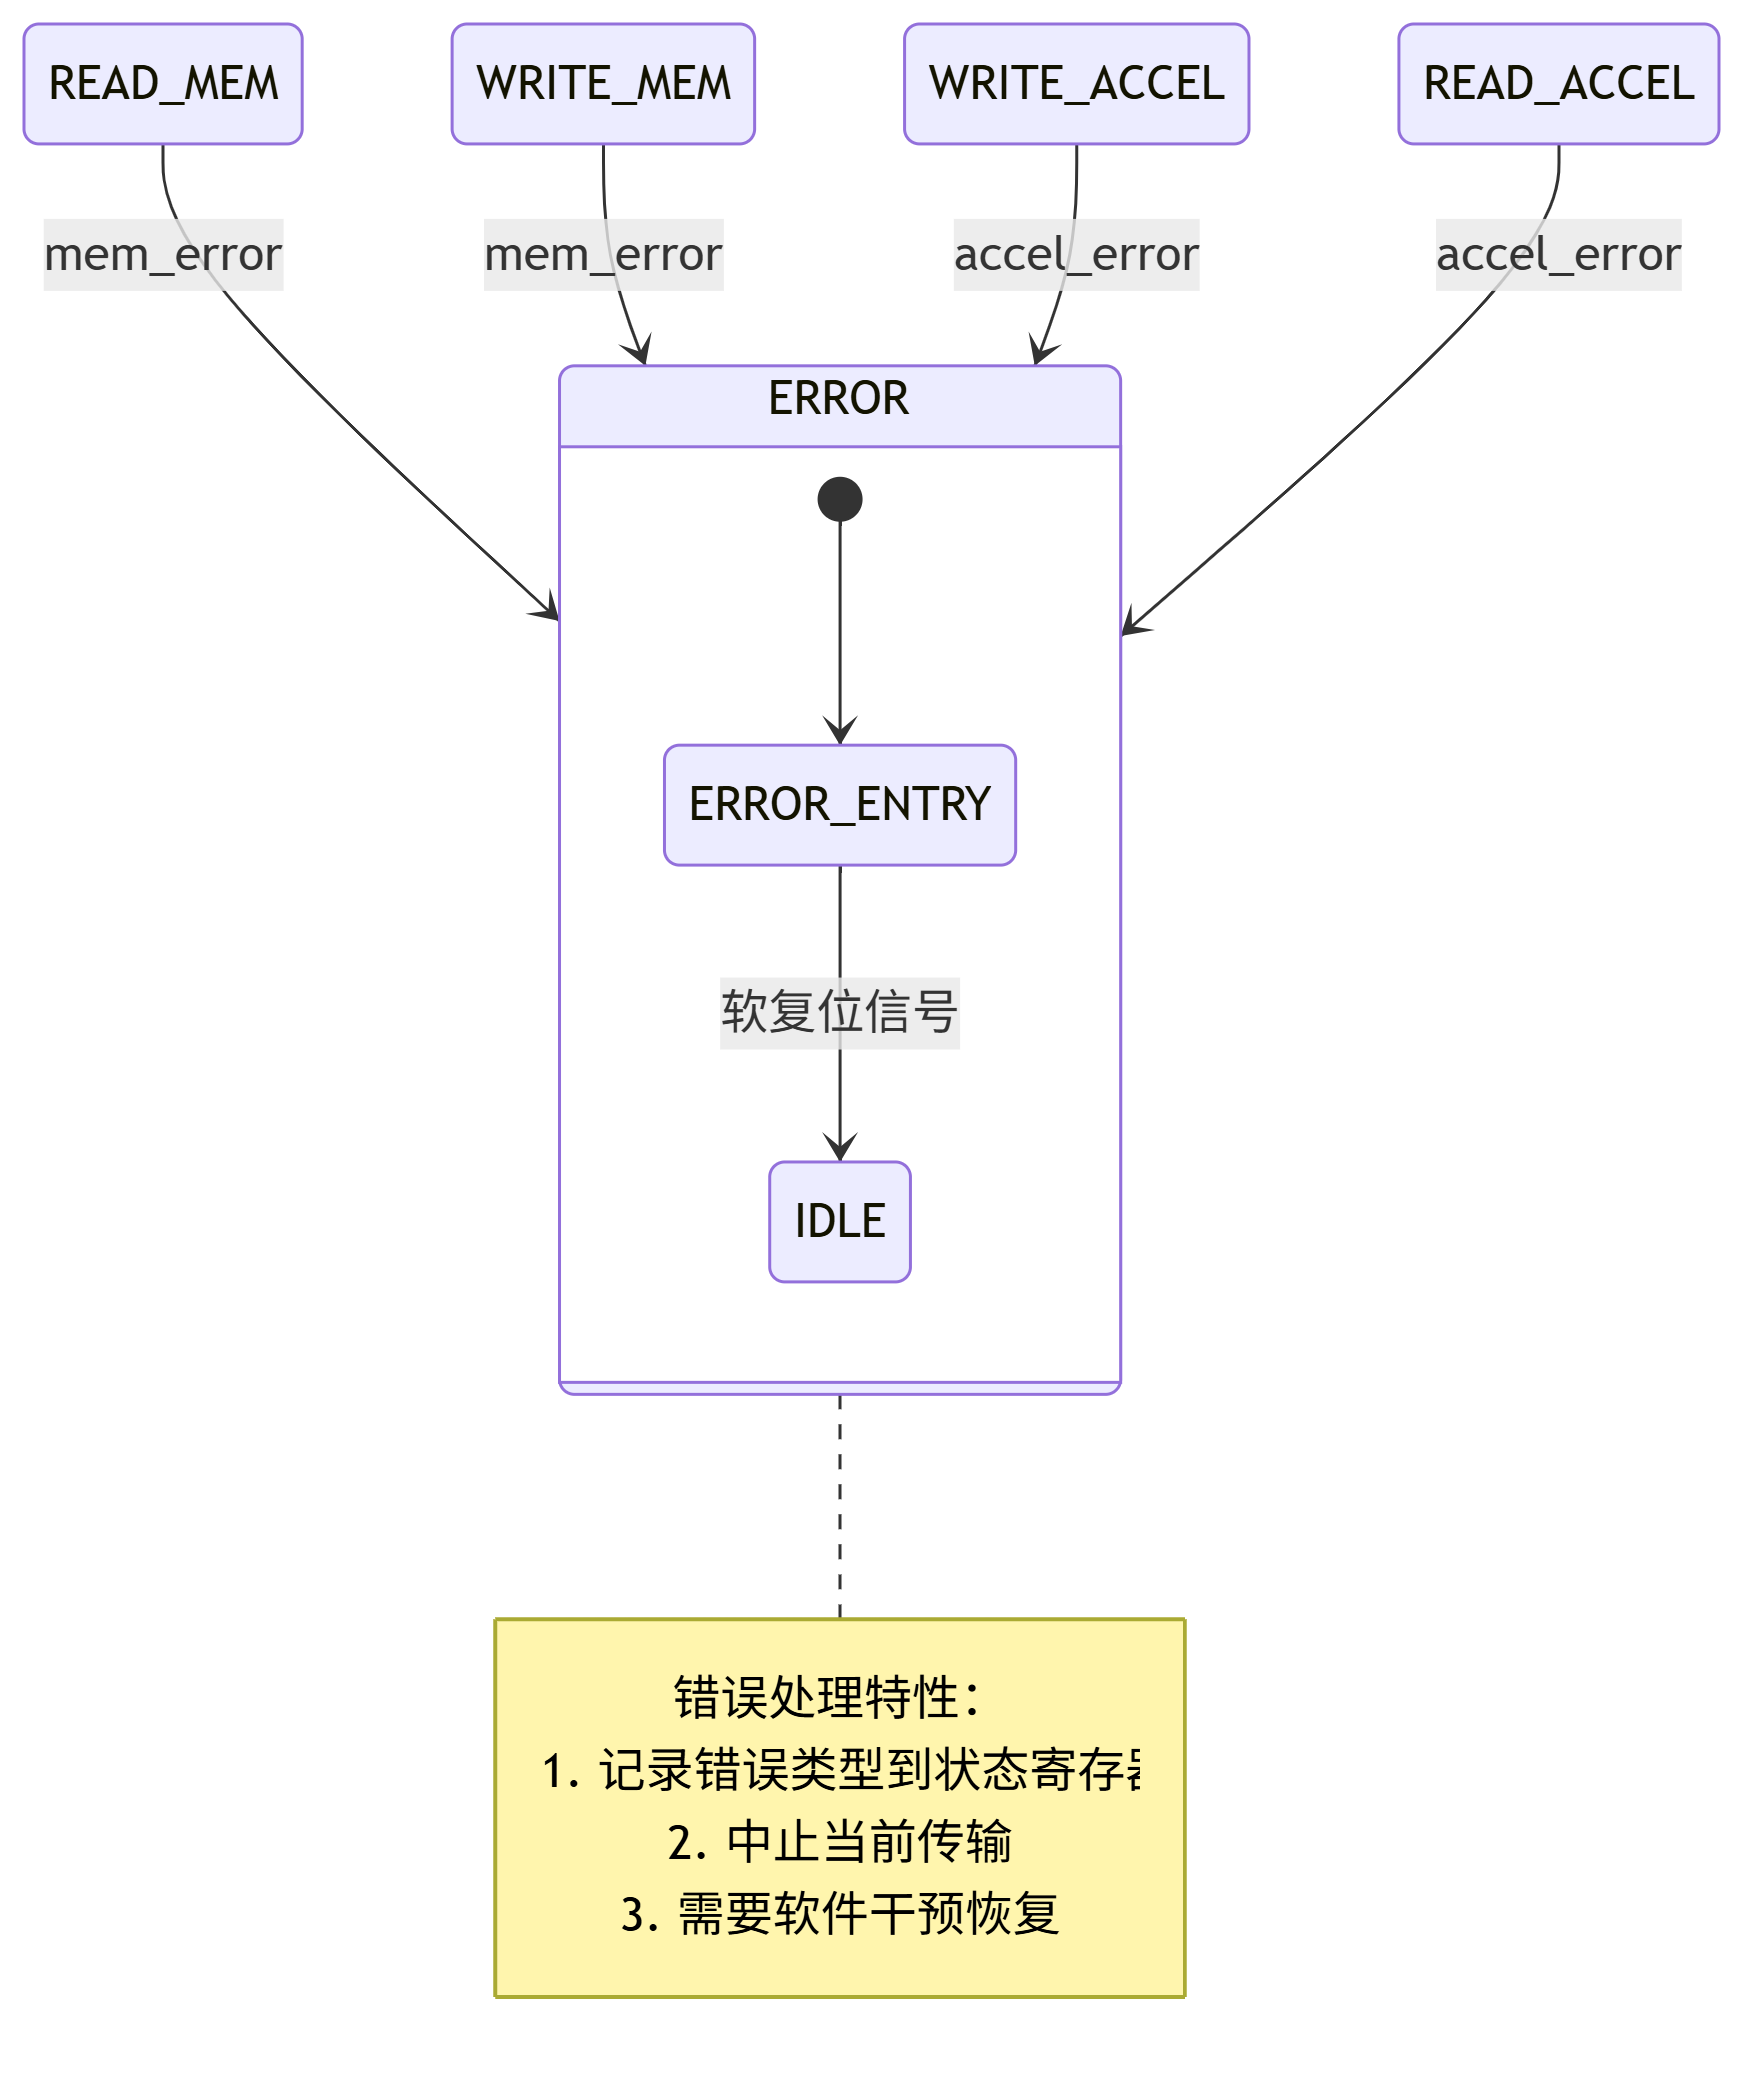 READ_MEM
WRITE_MEM
WRITE_ACCEL
READ_ACCEL
mem_error
mem_error
accel_error
accel_error
ERROR
ERROR_ENTRY
软复位信号
IDLE
错误处理特性：
1. 记录错误类型到状态寄存器
2. 中止当前传输
3. 需要软件干预恢复